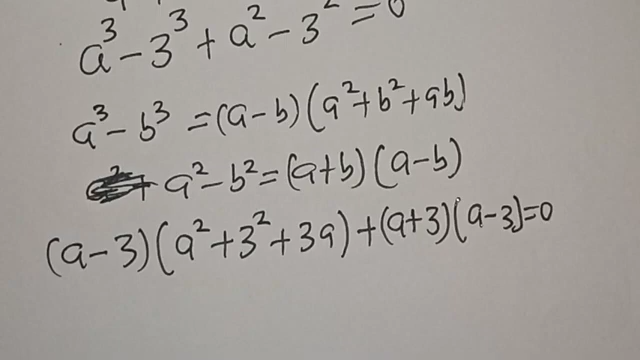 a³ - 3³ + a² - 3² = 0
a³ - b³ = (a - b)(a² + b² + ab)
a² - b² = (a + b)(a - b)
(a - 3)(a² + 3² + 3a) + (a + 3)(a - 3) = 0